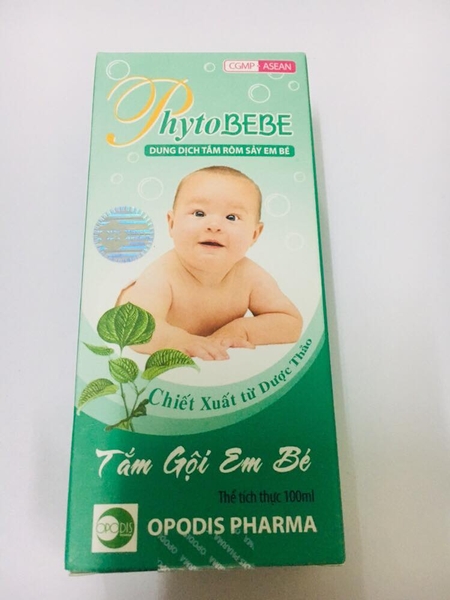 CGMP - ASEAN
PhytoBEBE
DUNG DỊCH TẮM RÔM SẢY EM BÉ
Chiết Xuất từ Dược Thảo
Tắm Gội Em Bé
Thể tích thực 100ml
OPODIS
OPODIS PHARMA